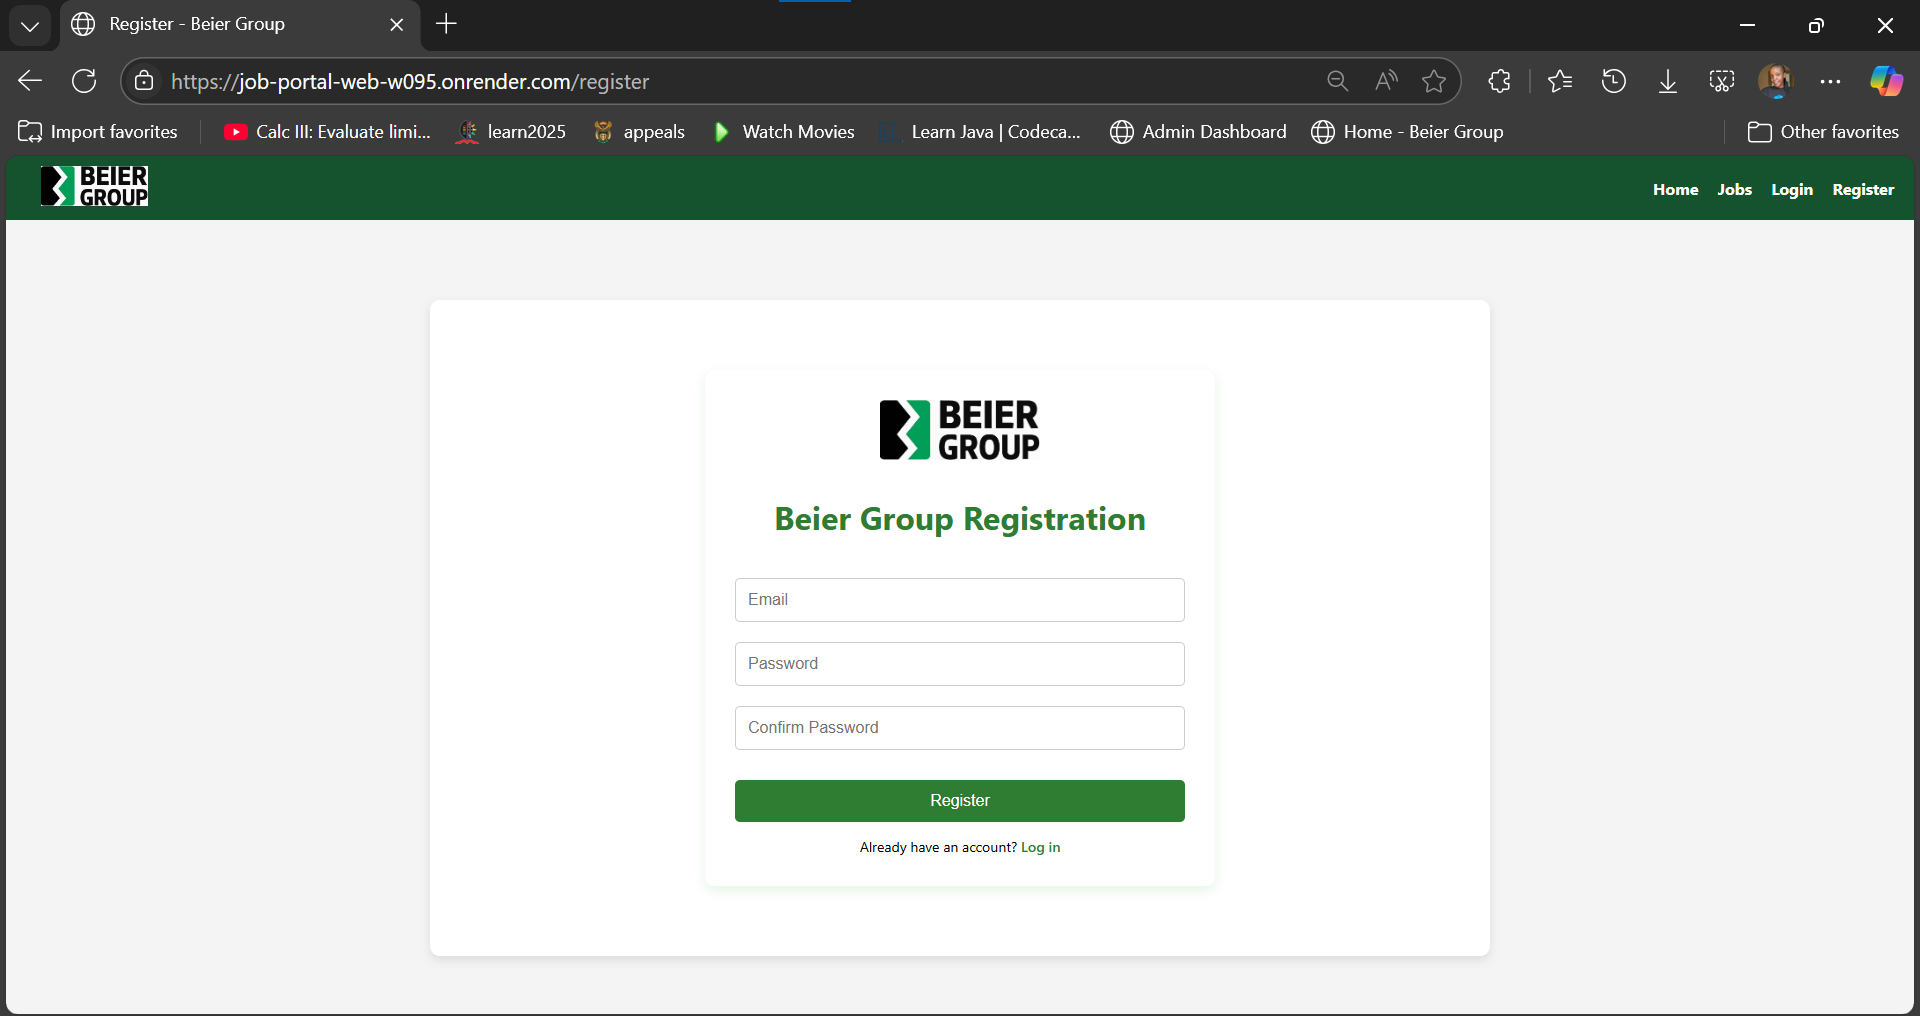 Register - Beier Group
https://job-portal-web-w095.onrender.com/register
Import favorites
Calc III: Evaluate limi...
learn2025
appeals
Watch Movies
Learn Java | Codeca...
Admin Dashboard
Home - Beier Group
Other favorites
BEIER
GROUP
Home Jobs Login Register
BEIER
GROUP
Beier Group Registration
Email
Password
Confirm Password
Register
Already have an account? Log in